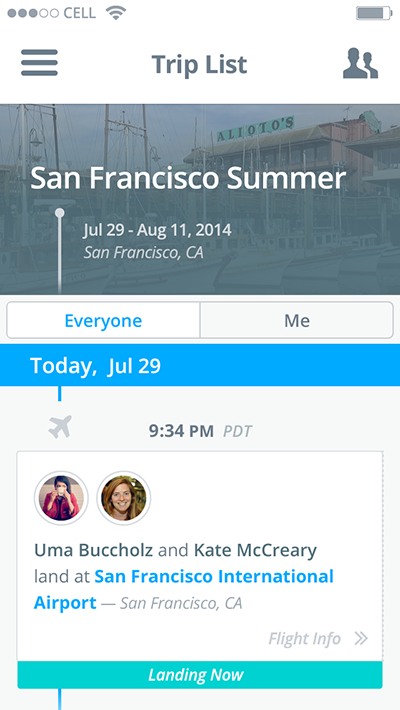 CELL
Trip List
ALIOTO'S
San Francisco Summer
Jul 29 - Aug 11, 2014
San Francisco, CA
Everyone
Me
Today, Jul 29
9:34 PM PDT
Uma Buccholz and Kate McCreary
land at San Francisco International
Airport — San Francisco, CA
Flight Info
Landing Now